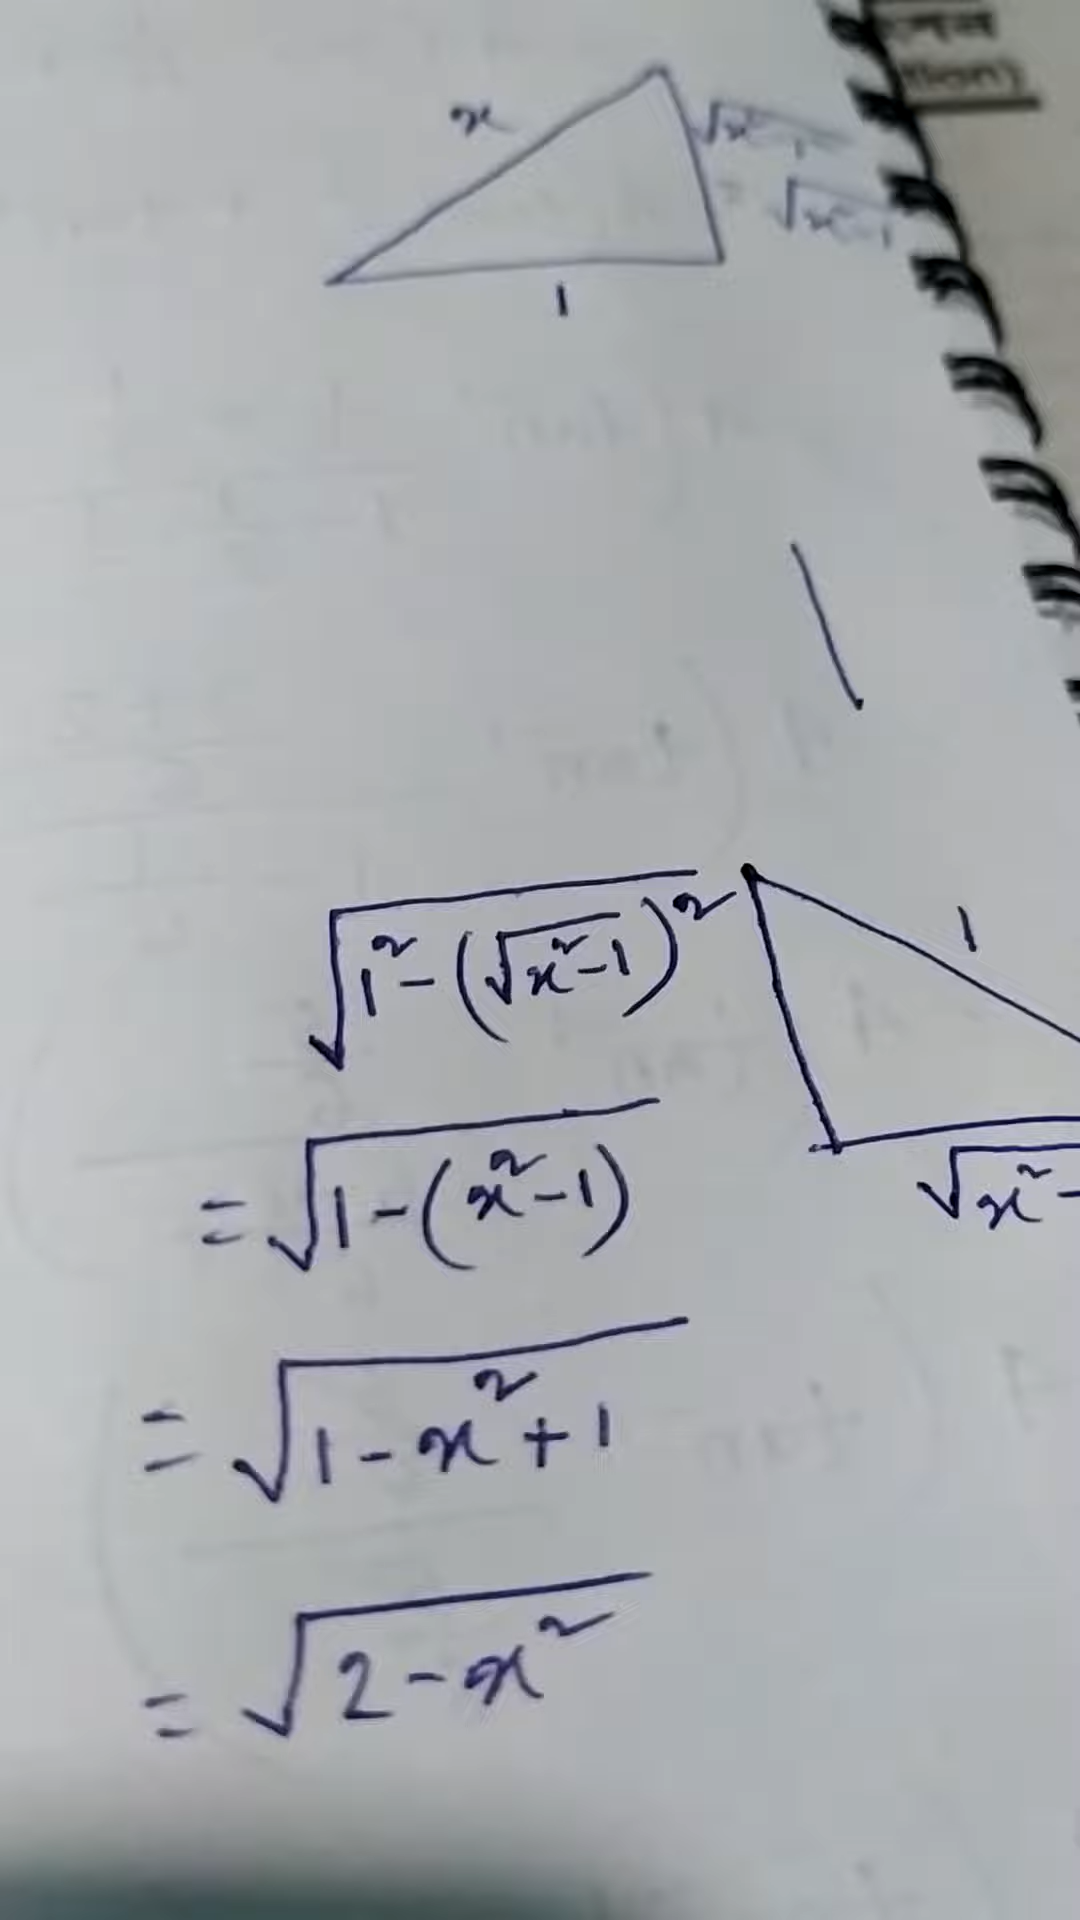 x
√x²-1
= √x²-1
1
√1²-(√x²-1)²
1
√x²-
= √1-(x²-1)
= √1-x²+1
= √2-x²